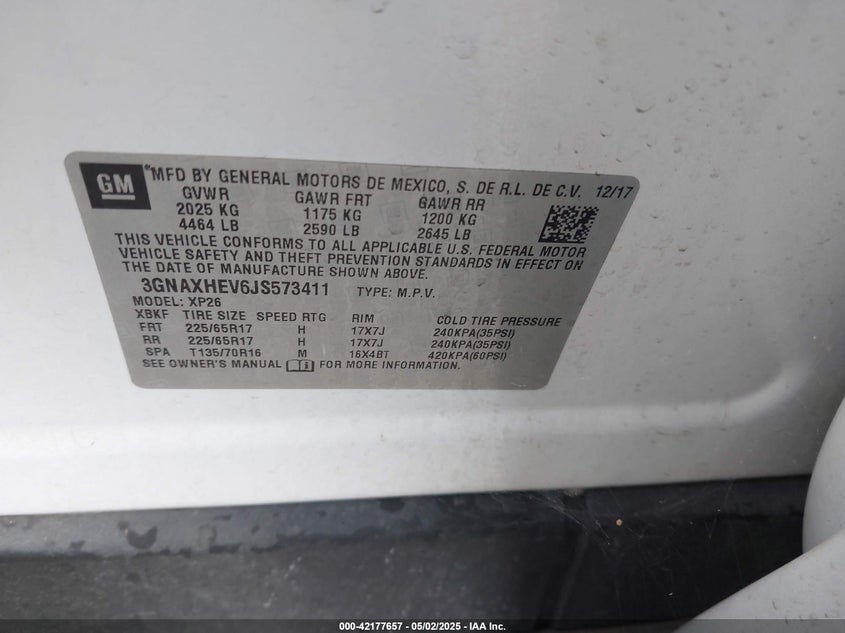 GM
"MFD BY GENERAL MOTORS DE MEXICO, S. DE R.L. DE C.V. 12/17
GVWR GAWR FRT GAWR RR
2025 KG 1175 KG 1200 KG
4464 LB 2590 LB 2645 LB
THIS VEHICLE CONFORMS TO ALL APPLICABLE U.S. FEDERAL MOTOR
VEHICLE SAFETY AND THEFT PREVENTION STANDARDS IN EFFECT ON
THE DATE OF MANUFACTURE SHOWN ABOVE.
3GNAXHEV6JS573411 TYPE: M.P.V.
MODEL: XP26
XBKF TIRE SIZE SPEED RTG RIM COLD TIRE PRESSURE
FRT 225/65R17 H 17X7J 240KPA(35PSI)
RR 225/65R17 H 17X7J 240KPA(35PSI)
SPA T135/70R16 M 16X4BT 420KPA(60PSI)
SEE OWNER'S MANUAL FOR MORE INFORMATION.
000-42177657 - 05/02/2025 - IAA Inc.